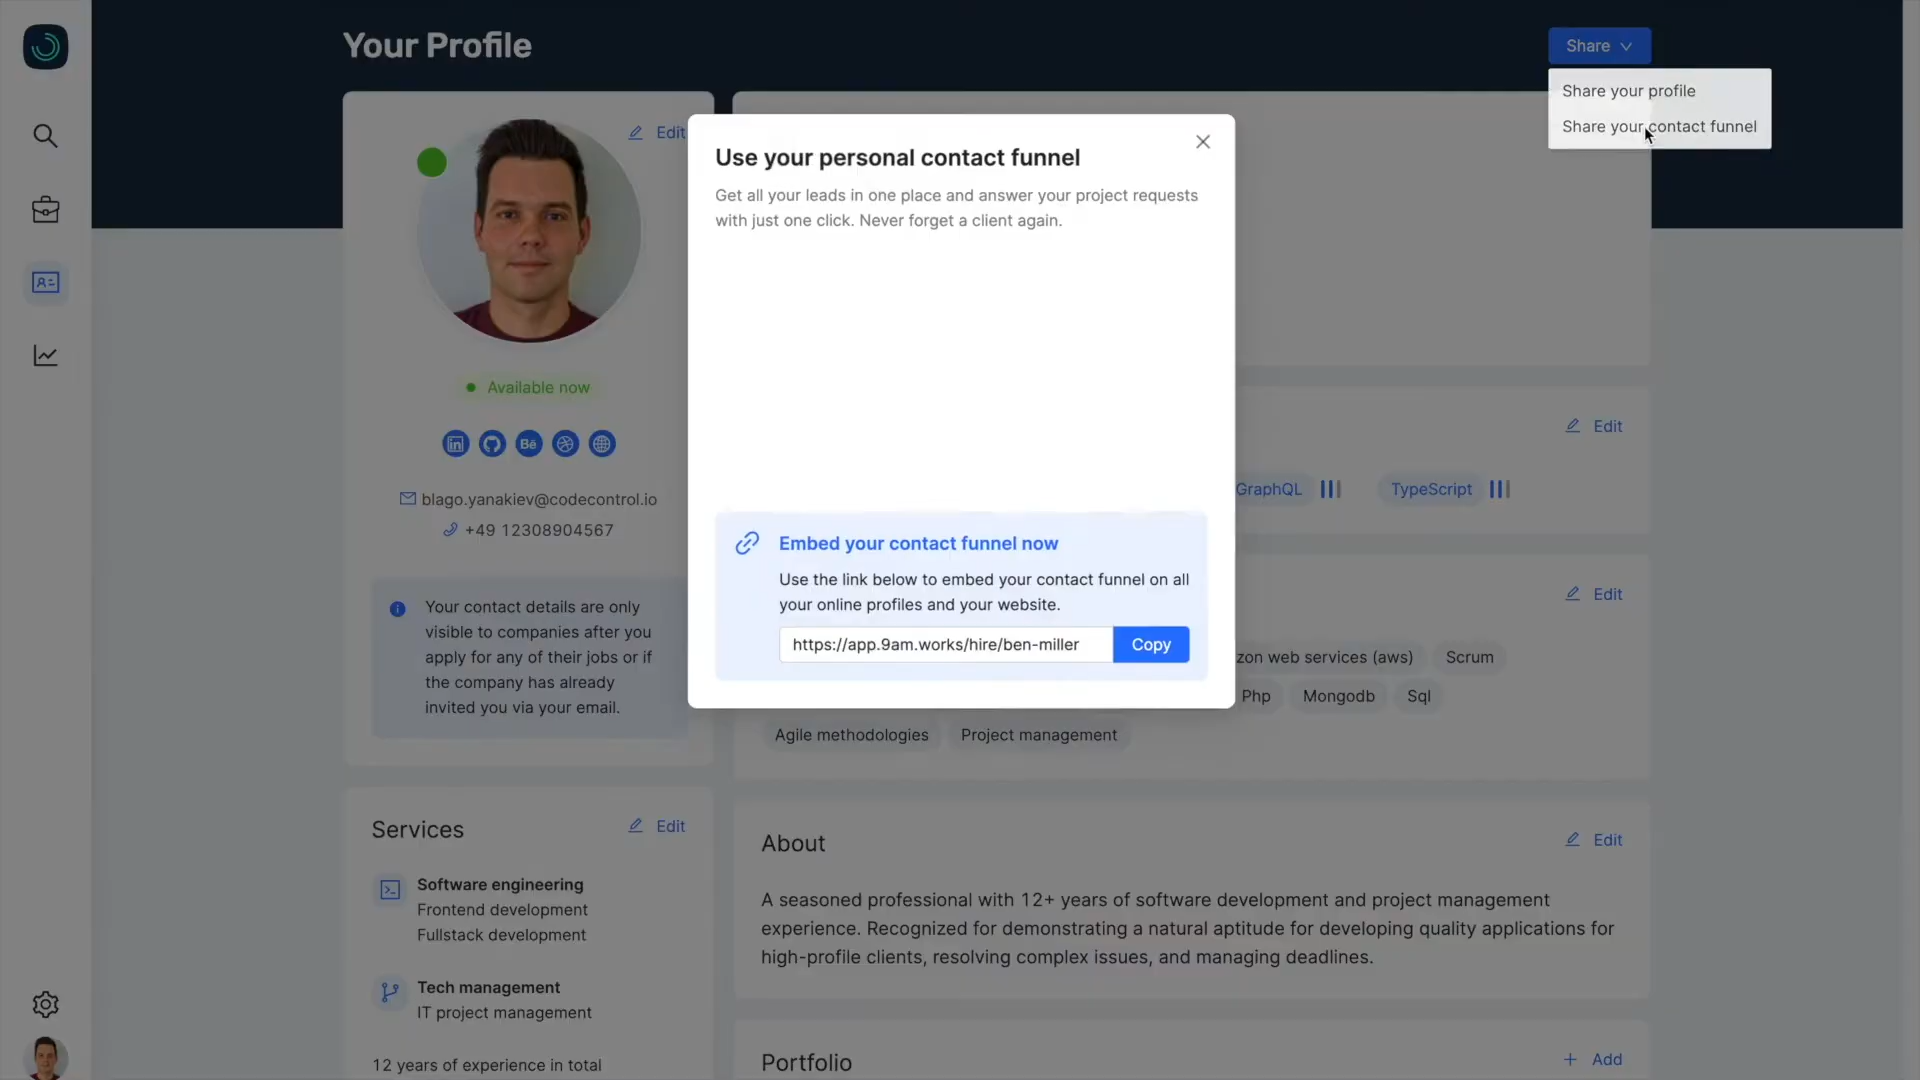 Your Profile
Share
Share your profile
Share your contact funnel
Edit
Available now
Bē
blago.yanakiev@codecontrol.io
+49 12308904567
Your contact details are only
visible to companies after you
apply for any of their jobs or if
the company has already
invited you via your email.
Services
Edit
Software engineering
Frontend development
Fullstack development
Tech management
IT project management
12 years of experience in total
Use your personal contact funnel
Get all your leads in one place and answer your project requests
with just one click. Never forget a client again.
Embed your contact funnel now
Use the link below to embed your contact funnel on all
your online profiles and your website.
https://app.9am.works/hire/ben-miller
Copy
Edit
GraphQL
TypeScript
Edit
zon web services (aws)
Scrum
Php
Mongodb
Sql
Agile methodologies
Project management
About
Edit
A seasoned professional with 12+ years of software development and project management
experience. Recognized for demonstrating a natural aptitude for developing quality applications for
high-profile clients, resolving complex issues, and managing deadlines.
Portfolio
Add